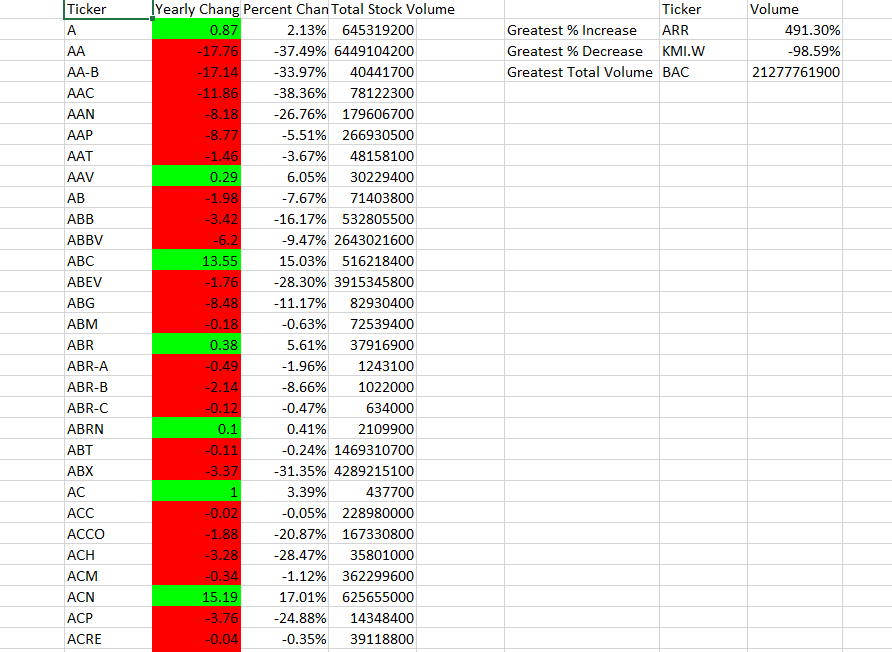 Ticker Yearly Chang Percent Chan Total Stock Volume Ticker Volume
A 0.87 2.13% 645319200 Greatest % Increase ARR 491.30%
AA -17.76 -37.49% 6449104200 Greatest % Decrease KMI.W -98.59%
AA-B -17.14 -33.97% 40441700 Greatest Total Volume BAC 21277761900
AAC -11.86 -38.36% 78122300
AAN -8.18 -26.76% 179606700
AAP -8.77 -5.51% 266930500
AAT -1.46 -3.67% 48158100
AAV 0.29 6.05% 30229400
AB -1.98 -7.67% 71403800
ABB -3.42 -16.17% 532805500
ABBV -6.2 -9.47% 2643021600
ABC 13.55 15.03% 516218400
ABEV -1.76 -28.30% 3915345800
ABG -8.48 -11.17% 82930400
ABM -0.18 -0.63% 72539400
ABR 0.38 5.61% 37916900
ABR-A -0.49 -1.96% 1243100
ABR-B -2.14 -8.66% 1022000
ABR-C -0.12 -0.47% 634000
ABRN 0.1 0.41% 2109900
ABT -0.11 -0.24% 1469310700
ABX -3.37 -31.35% 4289215100
AC 1 3.39% 437700
ACC -0.02 -0.05% 228980000
ACCO -1.88 -20.87% 167330800
ACH -3.28 -28.47% 35801000
ACM -0.34 -1.12% 362299600
ACN 15.19 17.01% 625655000
ACP -3.76 -24.88% 14348400
ACRE -0.04 -0.35% 39118800